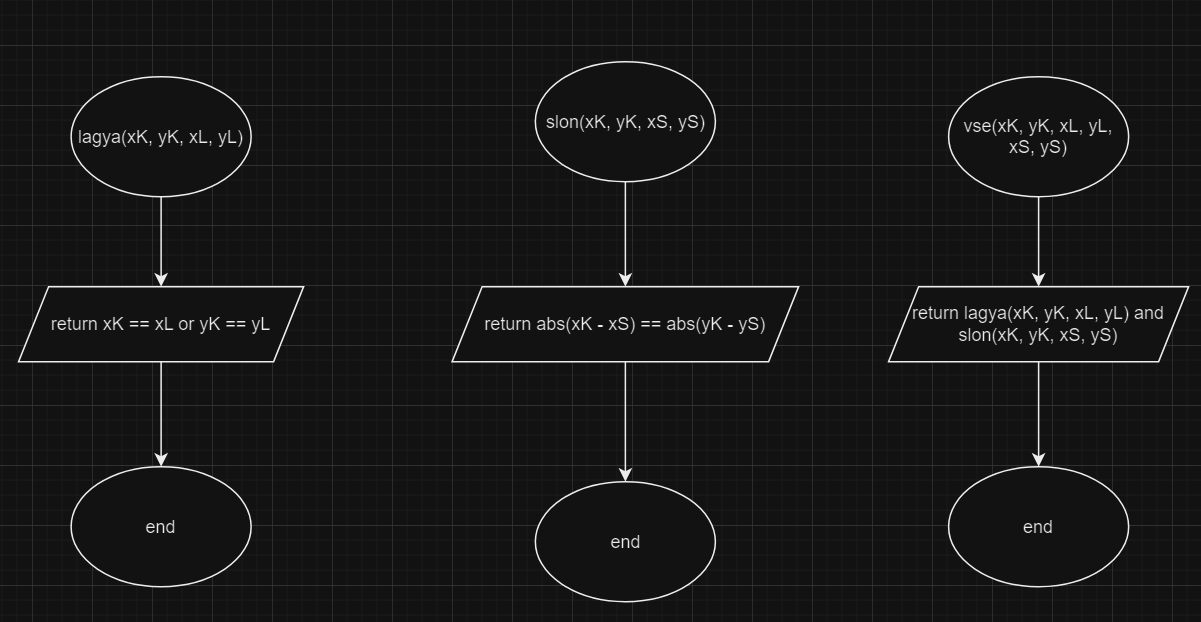 lagya(xK, yK, xL, yL)
return xK == xL or yK == yL
end
slon(xK, yK, xS, yS)
return abs(xK - xS) == abs(yK - yS)
end
vse(xK, yK, xL, yL,
xS, yS)
return lagya(xK, yK, xL, yL) and
slon(xK, yK, xS, yS)
end